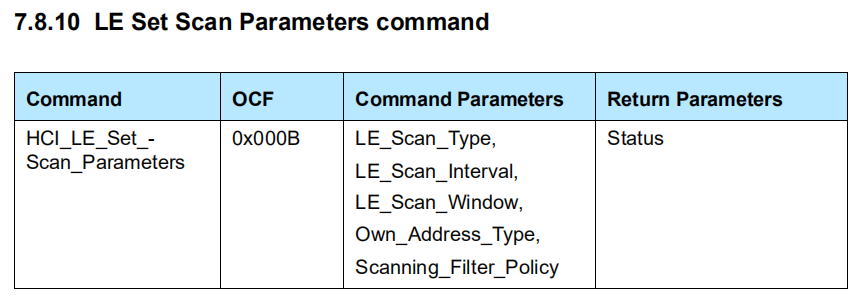 7.8.10 LE Set Scan Parameters command
Command OCF Command Parameters Return Parameters
HCI_LE_Set_- 0x000B LE_Scan_Type, Status
Scan_Parameters LE_Scan_Interval,
LE_Scan_Window,
Own_Address_Type,
Scanning_Filter_Policy